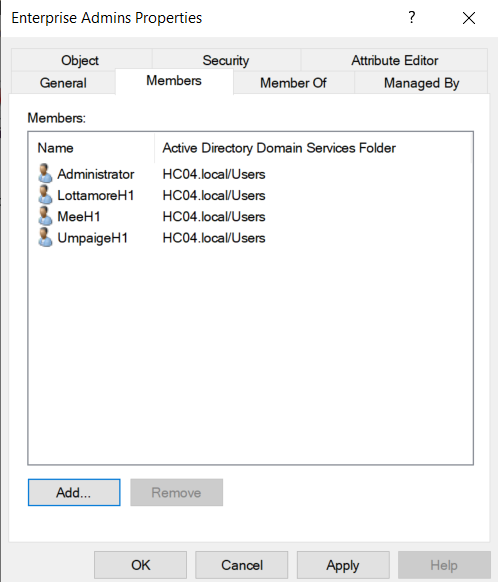 Enterprise Admins Properties ?
Object Security Attribute Editor
General Members Member Of Managed By
Members:
Name Active Directory Domain Services Folder
Administrator HC04.local/Users
LottamoreH1 HC04.local/Users
MeeH1 HC04.local/Users
UmpaigeH1 HC04.local/Users
Add... Remove
OK Cancel Apply Help